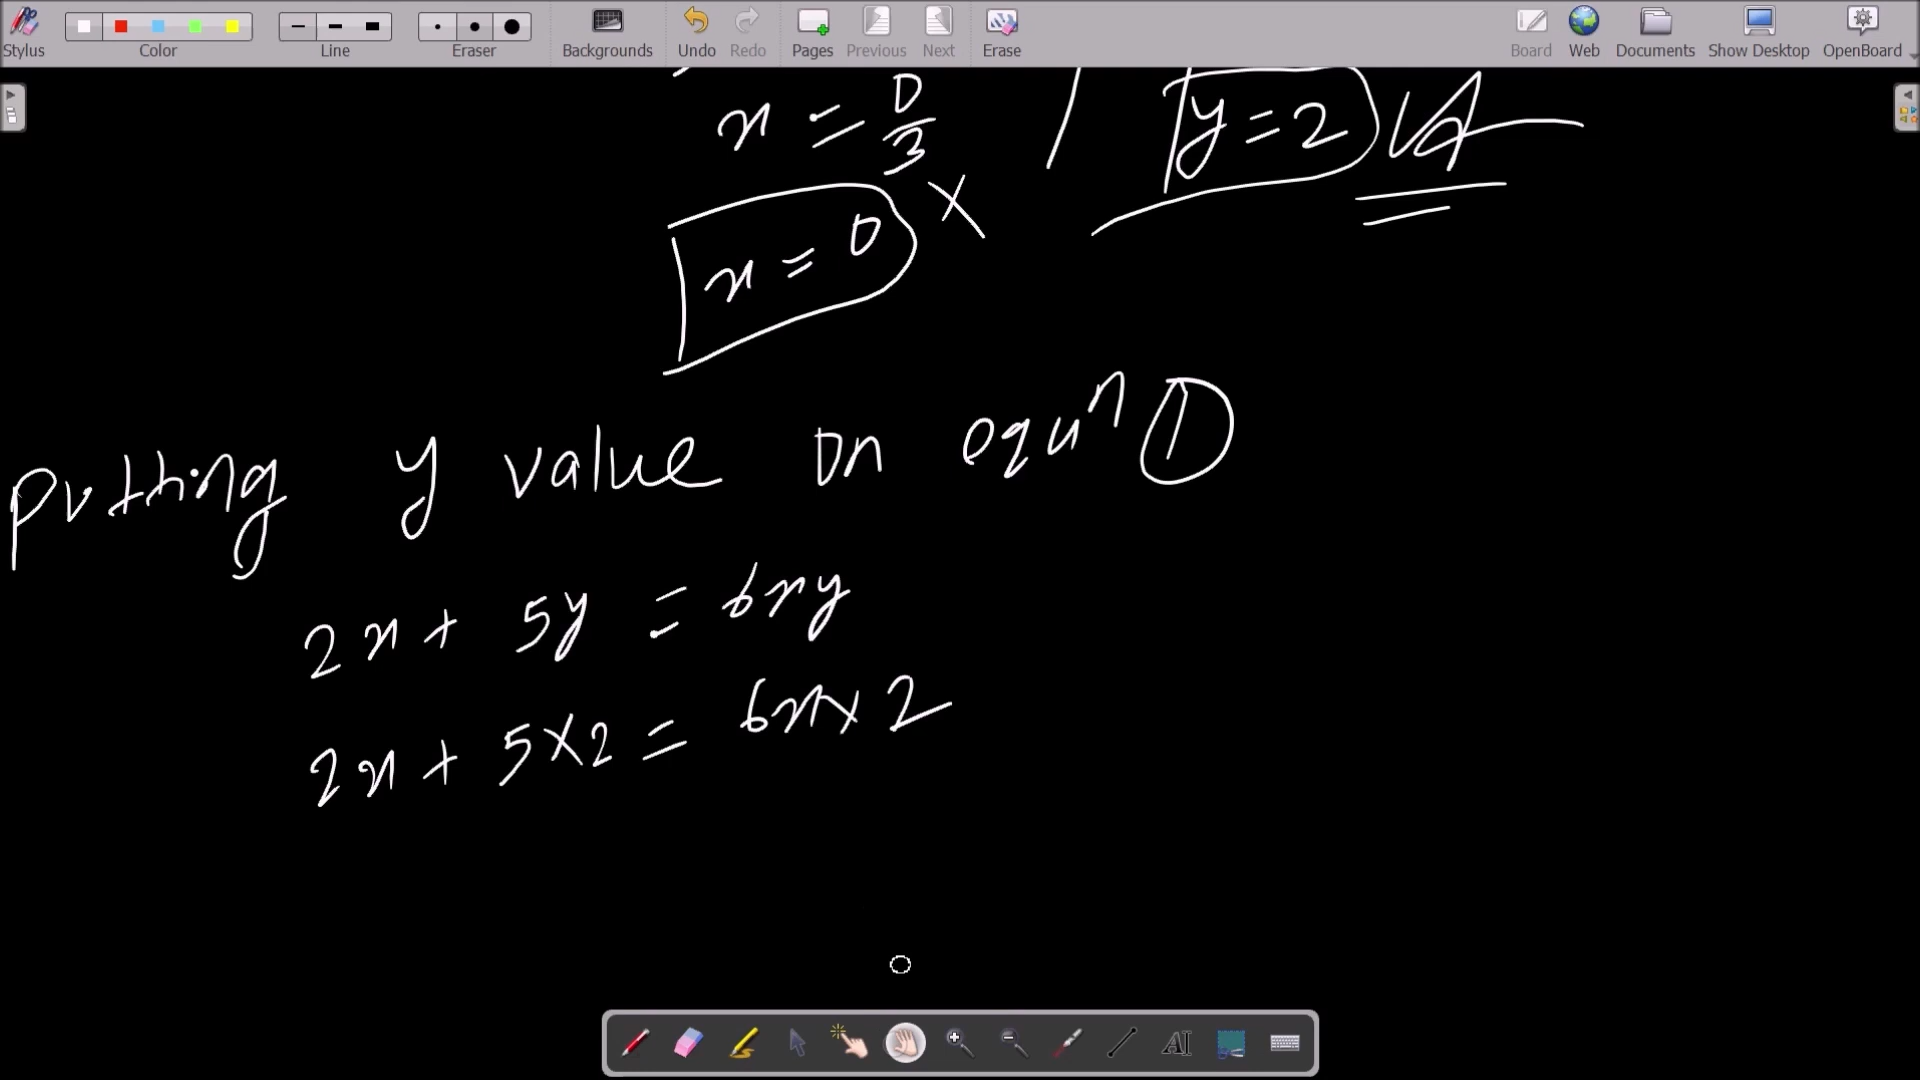 Stylus Color Line Eraser Backgrounds Undo Redo Pages Previous Next Erase Board Web Documents Show Desktop OpenBoard
x = 0/3
y = 2
x = 0 ×
putting y value on equⁿ ①
2x + 5y = 6xy
2x + 5×2 = 6x×2
AI